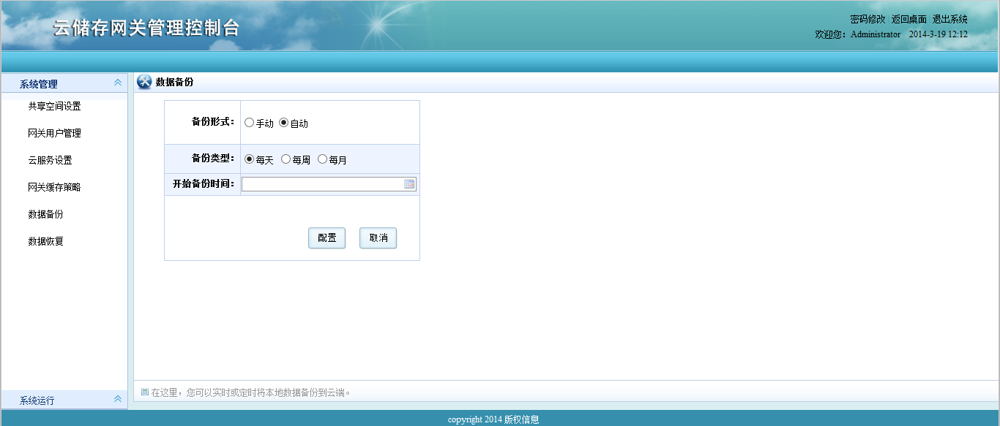 云储存网关管理控制台
密码修改 返回桌面 退出系统
欢迎您：Administrator 2014-3-19 12:12
系统管理
共享空间设置
网关用户管理
云服务设置
网关缓存策略
数据备份
数据恢复
系统运行
数据备份
备份形式： 手动 自动
备份类型： 每天 每周 每月
开始备份时间：
配置 取消
在这里，您可以实时或定时将本地数据备份到云端。
copyright 2014 版权信息